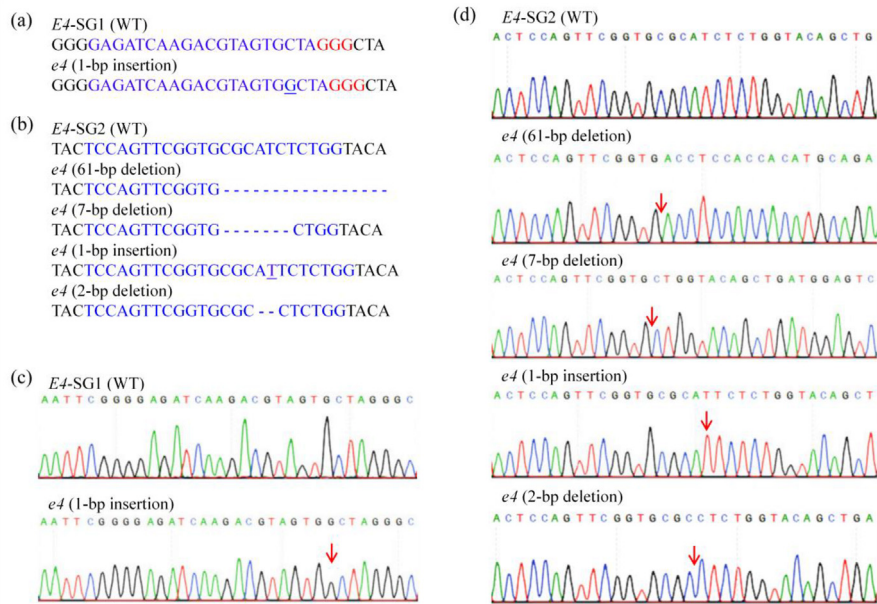 (a) E4-SG1 (WT)
GGGGAGATCAAGACGTAGTGCTAGGGCTA
e4 (1-bp insertion)
GGGGAGATCAAGACGTAGTGGCTAGGGCTA
(b) E4-SG2 (WT)
TACTCCAGTTCGGTGCGCATCTCTGGTACA
e4 (61-bp deletion)
TACTCCAGTTCGGTG - - - - - - - - - - - - - - - - -
e4 (7-bp deletion)
TACTCCAGTTCGGTG - - - - - - - CTGGTACA
e4 (1-bp insertion)
TACTCCAGTTCGGTGCGCATTCTCTGGTACA
e4 (2-bp deletion)
TACTCCAGTTCGGTGCGC - - CTCTGGTACA
(c) E4-SG1 (WT)
AATTCGGGGAGATCAAGACGTAGTGCTAGGGC
e4 (1-bp insertion)
AATTCGGGGAGATCAAGACGTAGTGGCTAGGGC
(d) E4-SG2 (WT)
ACTCCAGTTCGGTGCGCATCTCTGGTACAGCTG
e4 (61-bp deletion)
ACTCCAGTTCGGTGACCTCCACCACATGCAGA
e4 (7-bp deletion)
ACTCCAGTTCGGTGCTGGTACAGCTGATGGAGTC
e4 (1-bp insertion)
ACTCCAGTTCGGTGCGCATTCTCTGGTACAGCT
e4 (2-bp deletion)
ACTCCAGTTCGGTGCGCCTCTGGTACAGCTGA